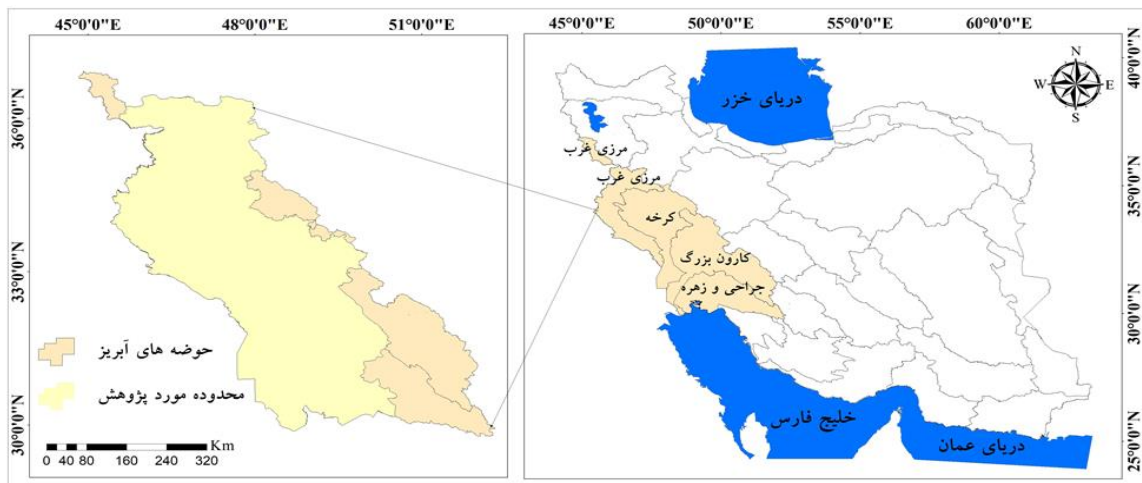 45°0'0"E 48°0'0"E 51°0'0"E
36°0'0"N
33°0'0"N
30°0'0"N
حوضه های آبریز
محدوده مورد پژوهش
Km
0 40 80 160 240 320
45°0'0"E 50°0'0"E 55°0'0"E 60°0'0"E
40°0'0"N
35°0'0"N
30°0'0"N
25°0'0"N
N
W E
S
دریای خزر
مرزی غرب
مرزی غرب
کرخه
کارون بزرگ
جراحی و زهره
خلیج فارس
دریای عمان